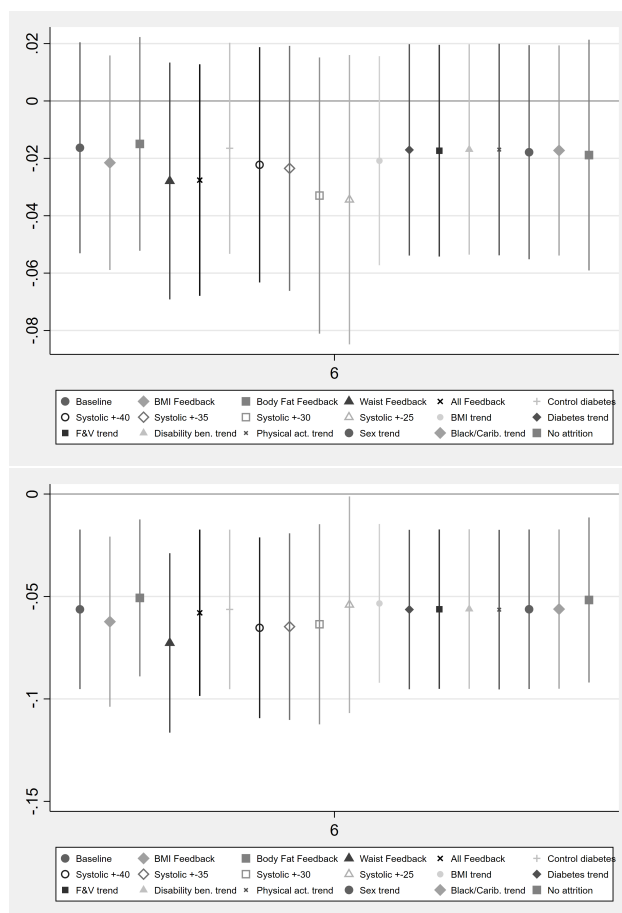 .02
0
-.02
-.04
-.06
-.08
6
Baseline BMI Feedback Body Fat Feedback Waist Feedback All Feedback Control diabetes
Systolic +-40 Systolic +-35 Systolic +-30 Systolic +-25 BMI trend Diabetes trend
F&V trend Disability ben. trend Physical act. trend Sex trend Black/Carib. trend No attrition
0
-.05
-.1
-.15
6
Baseline BMI Feedback Body Fat Feedback Waist Feedback All Feedback Control diabetes
Systolic +-40 Systolic +-35 Systolic +-30 Systolic +-25 BMI trend Diabetes trend
F&V trend Disability ben. trend Physical act. trend Sex trend Black/Carib. trend No attrition